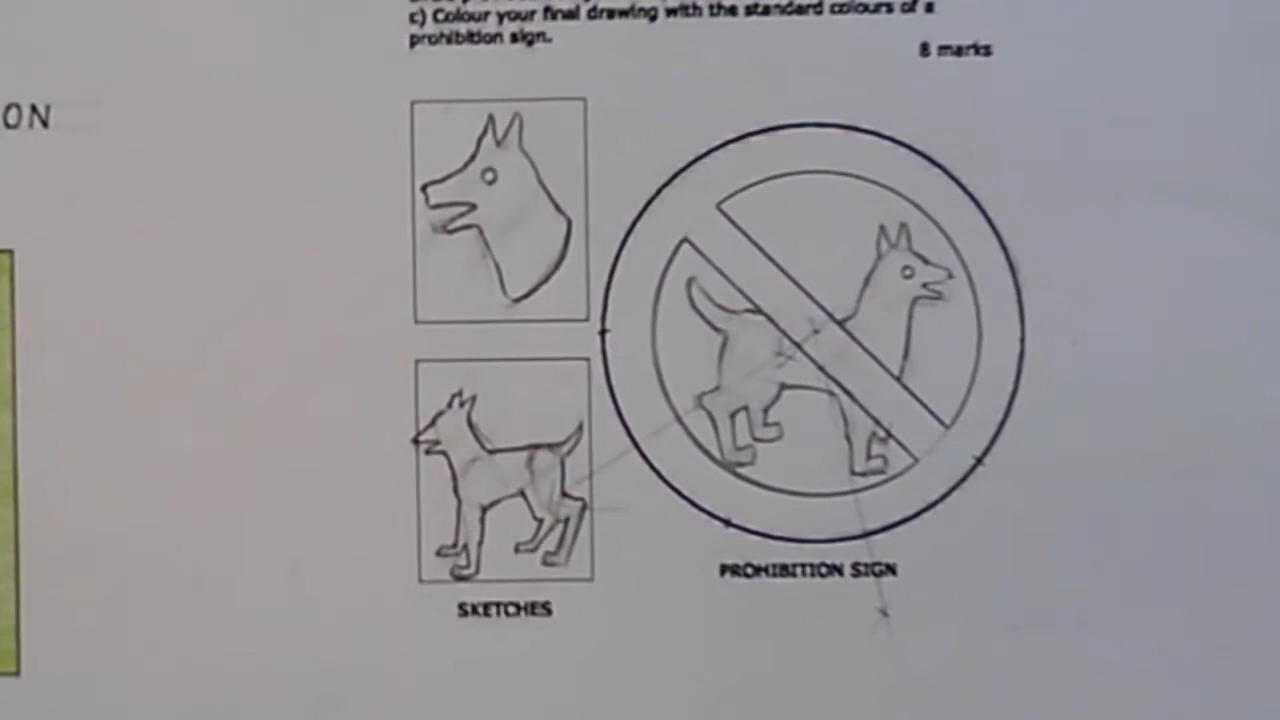 c) Colour your final drawing with the standard colours of a
prohibition sign.
8 marks
ON
PROHIBITION SIGN
SKETCHES